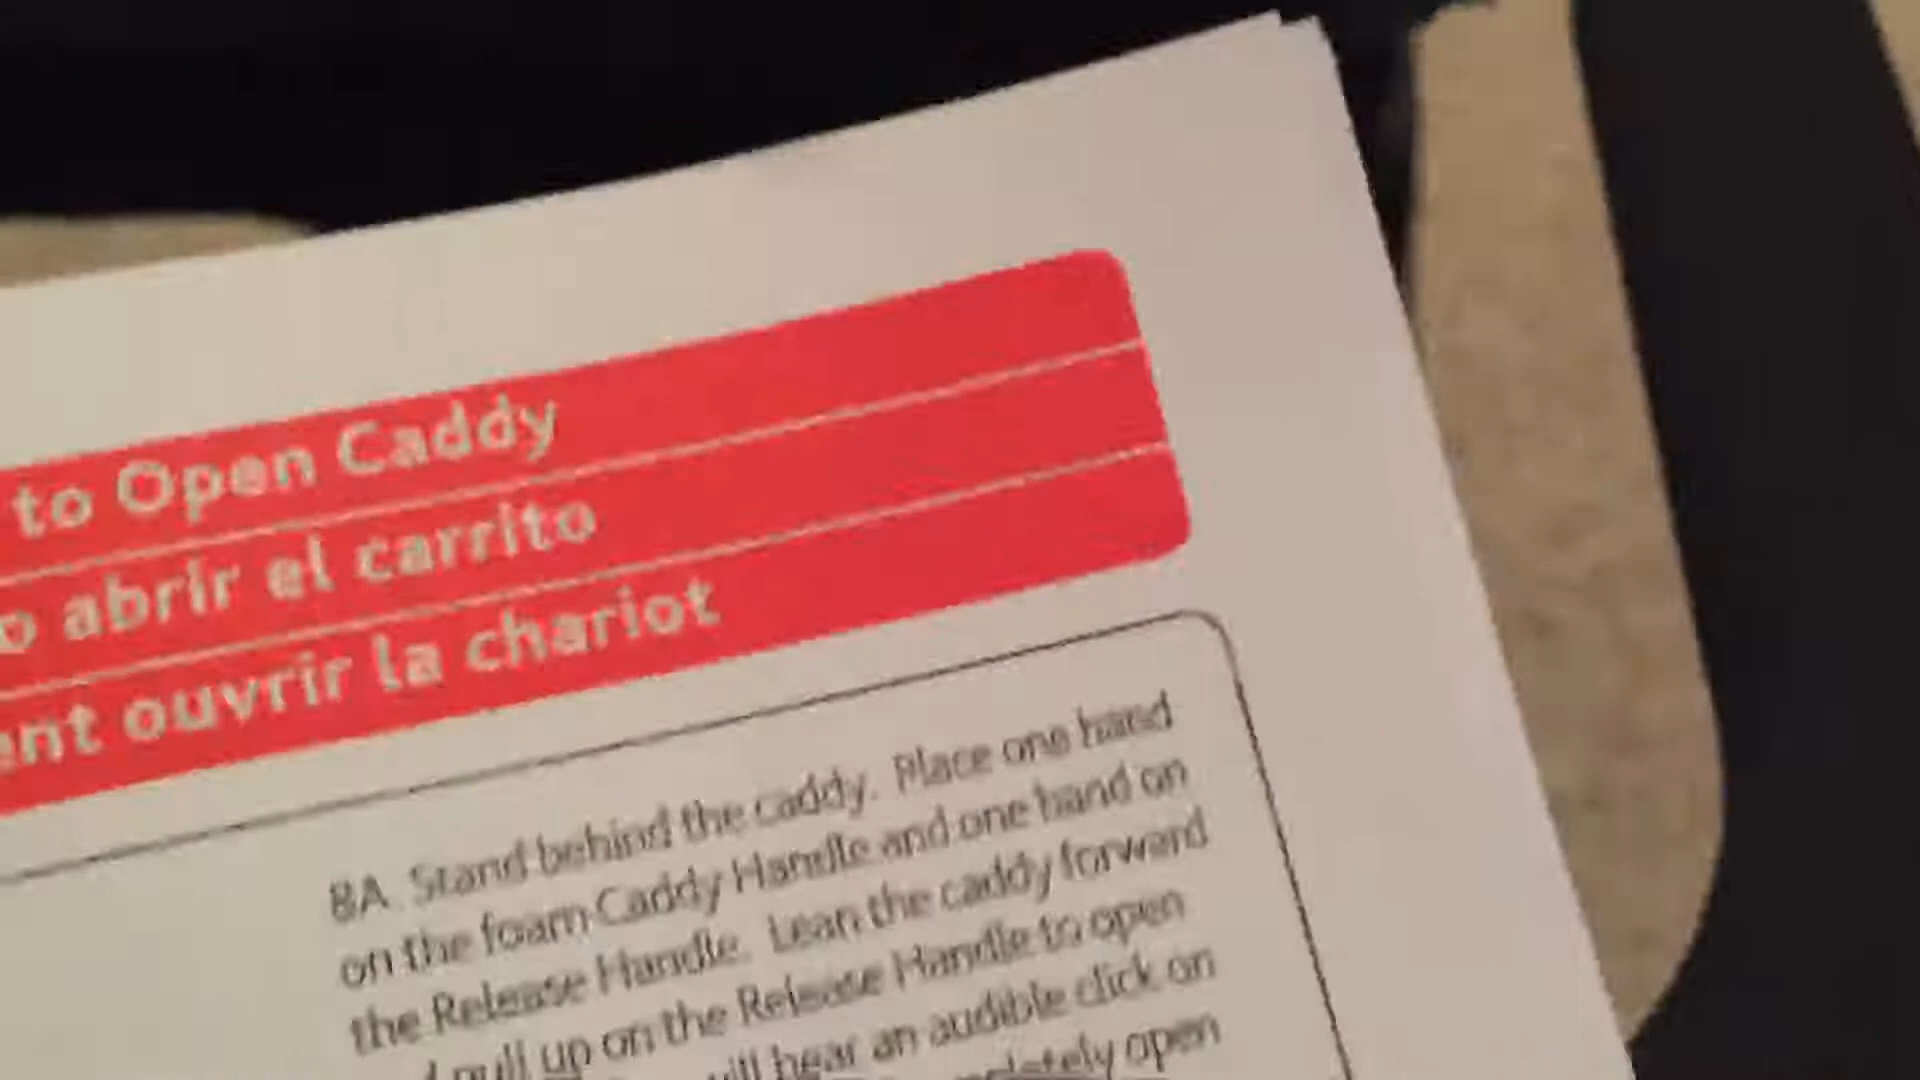 to Open Caddy
o abrir el carrito
ent ouvrir la chariot
8A. Stand behind the caddy. Place one hand
on the foam Caddy Handle and one hand on
the Release Handle. Lean the caddy forward
pull up on the Release Handle to open
will hear an audible click on
completely open